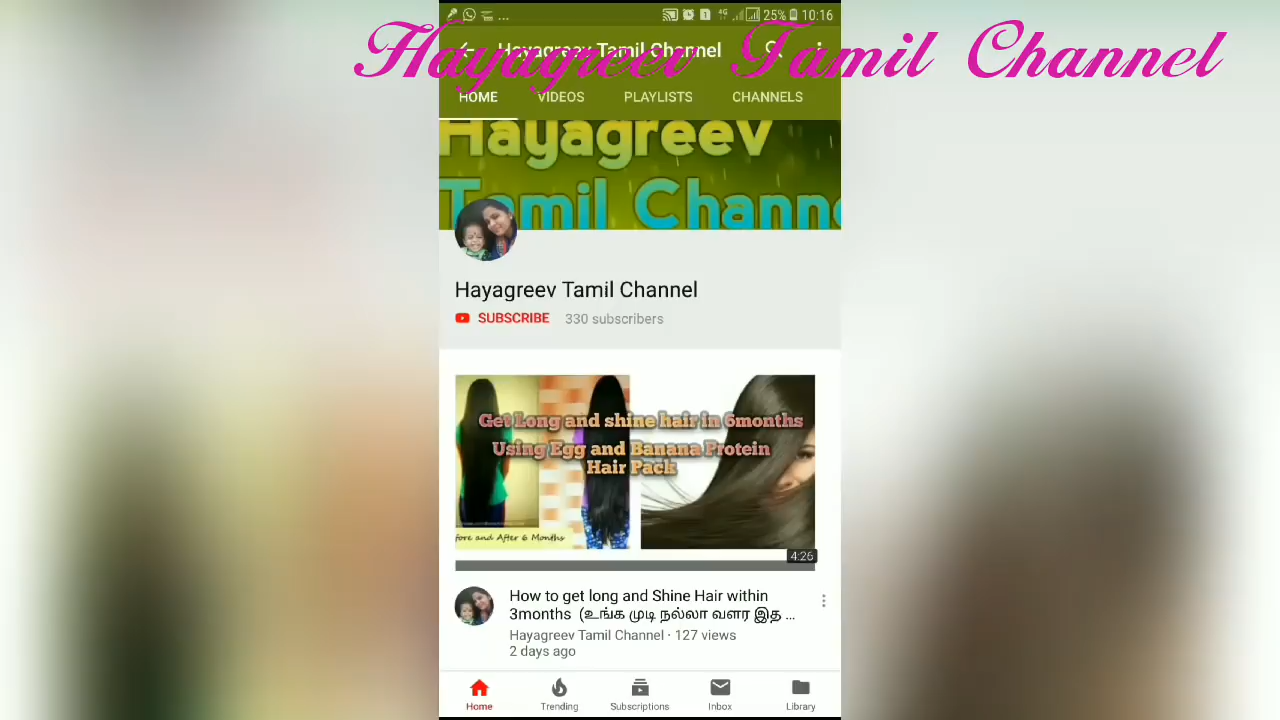 ... 4G 25% 10:16
Hayagreev Tamil Channel
Hayagreev Tamil Channel
HOME VIDEOS PLAYLISTS CHANNELS
Hayagreev
Tamil Channe
Hayagreev Tamil Channel
SUBSCRIBE 330 subscribers
Get Long and shine hair in 6months
Using Egg and Banana Protein
Hair Pack
fore and After 6 Months
4:26
How to get long and Shine Hair within
3months (உங்க முடி நல்லா வளர இத ...
Hayagreev Tamil Channel · 127 views
2 days ago
Home Trending Subscriptions Inbox Library